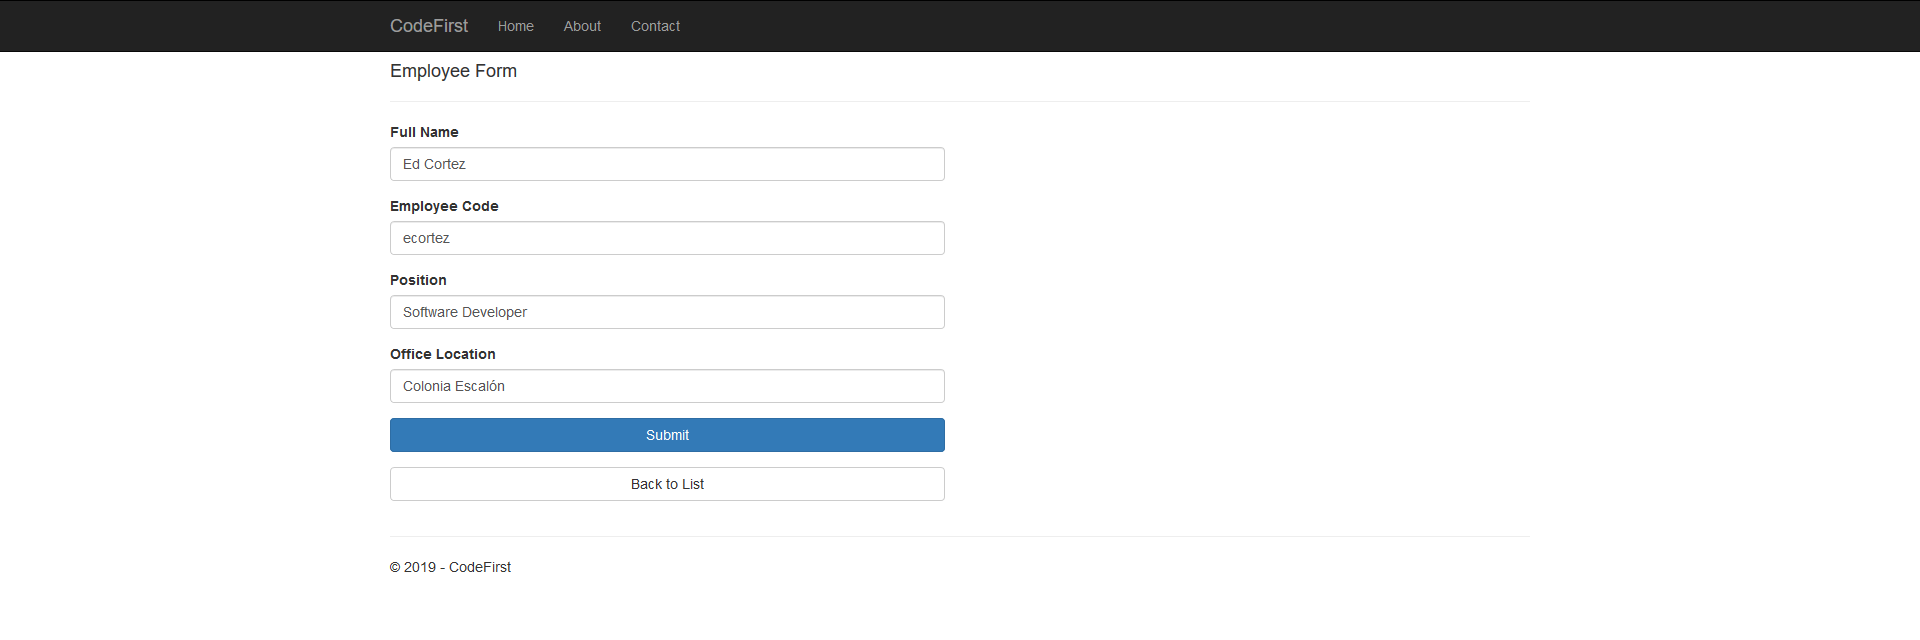 CodeFirst Home About Contact
Employee Form
Full Name
Ed Cortez
Employee Code
ecortez
Position
Software Developer
Office Location
Colonia Escalón
Submit
Back to List
© 2019 - CodeFirst